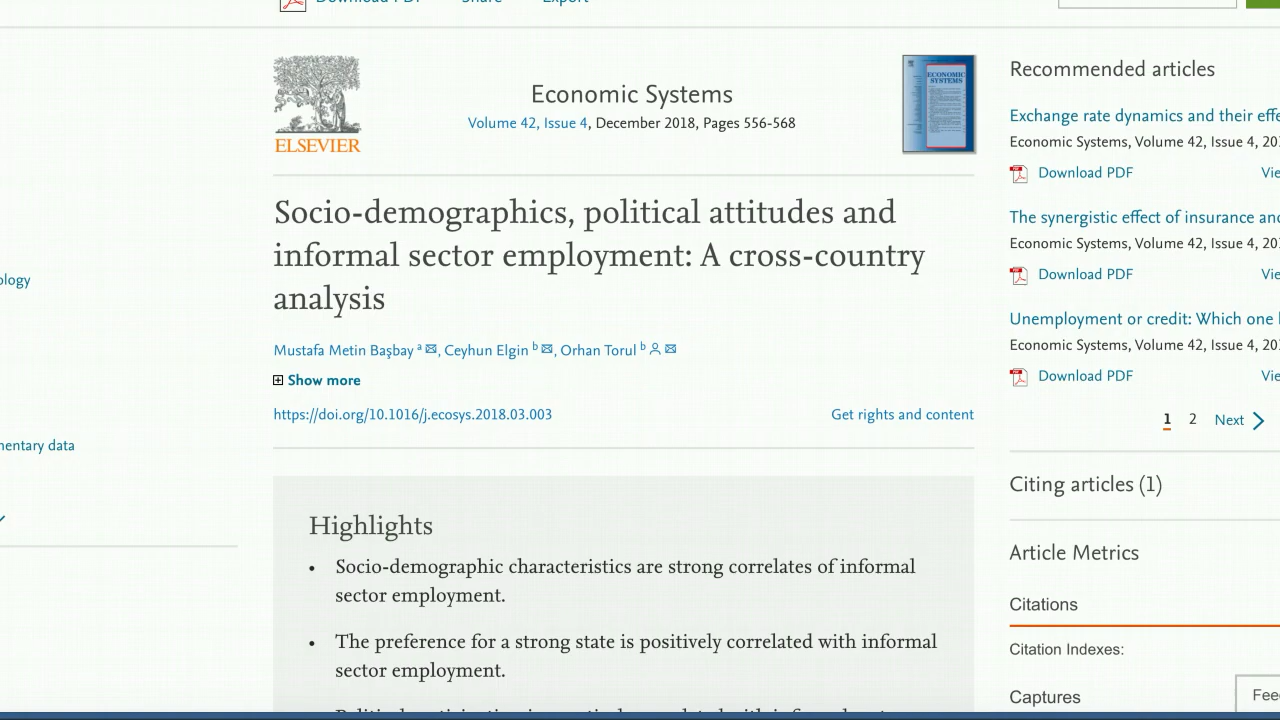 Download PDF Share Export
ELSEVIER
Economic Systems
Volume 42, Issue 4, December 2018, Pages 556-568
ECONOMIC
SYSTEMS
Socio-demographics, political attitudes and
informal sector employment: A cross-country
analysis
Mustafa Metin Başbay a, Ceyhun Elgin b, Orhan Torul b
Show more
https://doi.org/10.1016/j.ecosys.2018.03.003 Get rights and content
Highlights
• Socio-demographic characteristics are strong correlates of informal
sector employment.
• The preference for a strong state is positively correlated with informal
sector employment.
ology
mentary data
Recommended articles
Exchange rate dynamics and their effe
Economic Systems, Volume 42, Issue 4, 20
Download PDF Vie
The synergistic effect of insurance and
Economic Systems, Volume 42, Issue 4, 20
Download PDF Vie
Unemployment or credit: Which one
Economic Systems, Volume 42, Issue 4, 20
Download PDF Vie
1 2 Next
Citing articles (1)
Article Metrics
Citations
Citation Indexes:
Captures
Fee